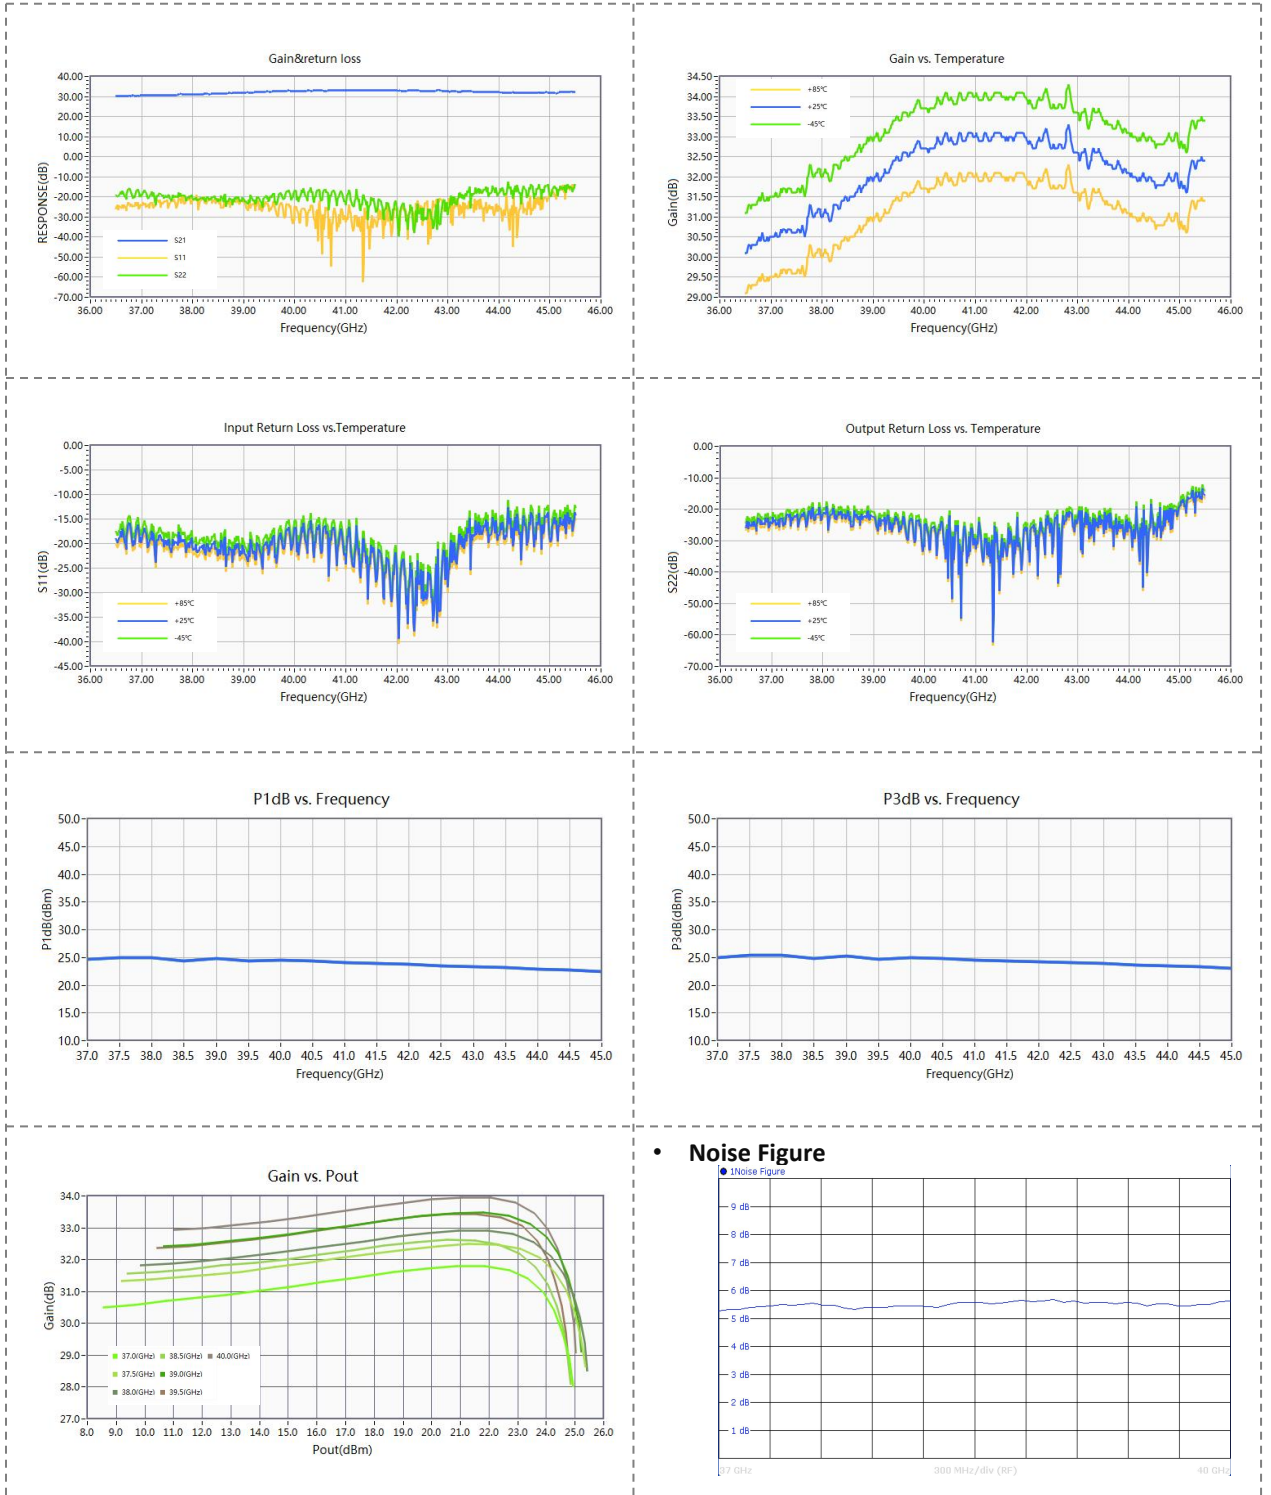 Gain&return loss
RESPONSE(dB)
40.00
30.00
20.00
10.00
0.00
-10.00
-20.00
-30.00
-40.00
-50.00
-60.00
-70.00
S21
S11
S22
36.00 37.00 38.00 39.00 40.00 41.00 42.00 43.00 44.00 45.00 46.00
Frequency(GHz)
Gain vs. Temperature
Gain(dB)
34.50
34.00
33.50
33.00
32.50
32.00
31.50
31.00
30.50
30.00
29.50
29.00
+85℃
+25℃
-45℃
36.00 37.00 38.00 39.00 40.00 41.00 42.00 43.00 44.00 45.00 46.00
Frequency(GHz)
Input Return Loss vs.Temperature
S11(dB)
0.00
-5.00
-10.00
-15.00
-20.00
-25.00
-30.00
-35.00
-40.00
-45.00
+85℃
+25℃
-45℃
36.00 37.00 38.00 39.00 40.00 41.00 42.00 43.00 44.00 45.00 46.00
Frequency(GHz)
Output Return Loss vs. Temperature
S22(dB)
0.00
-10.00
-20.00
-30.00
-40.00
-50.00
-60.00
-70.00
+85℃
+25℃
-45℃
36.00 37.00 38.00 39.00 40.00 41.00 42.00 43.00 44.00 45.00 46.00
Frequency(GHz)
P1dB vs. Frequency
P1dB(dBm)
50.0
45.0
40.0
35.0
30.0
25.0
20.0
15.0
10.0
37.0 37.5 38.0 38.5 39.0 39.5 40.0 40.5 41.0 41.5 42.0 42.5 43.0 43.5 44.0 44.5 45.0
Frequency(GHz)
P3dB vs. Frequency
P3dB(dBm)
50.0
45.0
40.0
35.0
30.0
25.0
20.0
15.0
10.0
37.0 37.5 38.0 38.5 39.0 39.5 40.0 40.5 41.0 41.5 42.0 42.5 43.0 43.5 44.0 44.5 45.0
Frequency(GHz)
Gain vs. Pout
Gain(dB)
34.0
33.0
32.0
31.0
30.0
29.0
28.0
27.0
37.0(GHz) 38.5(GHz) 40.0(GHz)
37.5(GHz) 39.0(GHz)
38.0(GHz) 39.5(GHz)
8.0 9.0 10.0 11.0 12.0 13.0 14.0 15.0 16.0 17.0 18.0 19.0 20.0 21.0 22.0 23.0 24.0 25.0 26.0
Pout(dBm)
• Noise Figure
1Noise Figure
9 dB
8 dB
7 dB
6 dB
5 dB
4 dB
3 dB
2 dB
1 dB
37 GHz 300 MHz/div (RF) 40 GHz